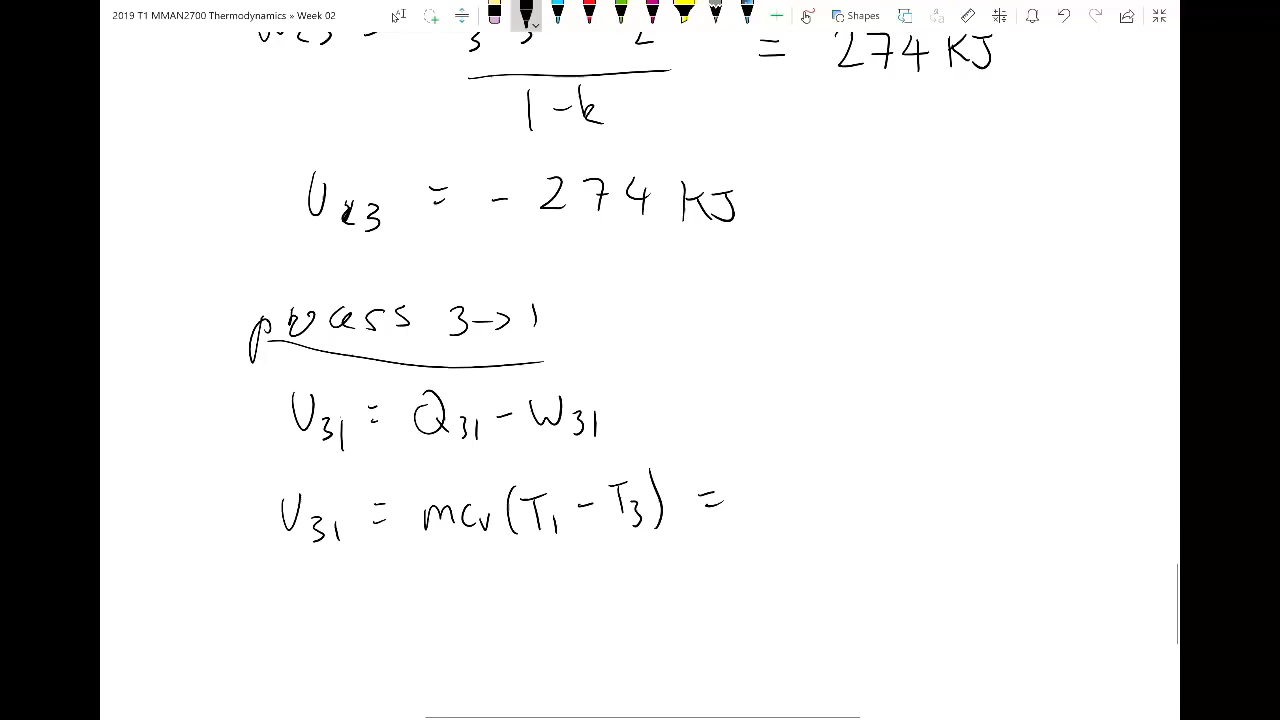 2019 T1 MMAN2700 Thermodynamics » Week 02
Shapes
= 274 KJ
1 - k
U23 = - 274 KJ
process 3 -> 1
U31 = Q31 - W31
U31 = mcv (T1 - T3) =